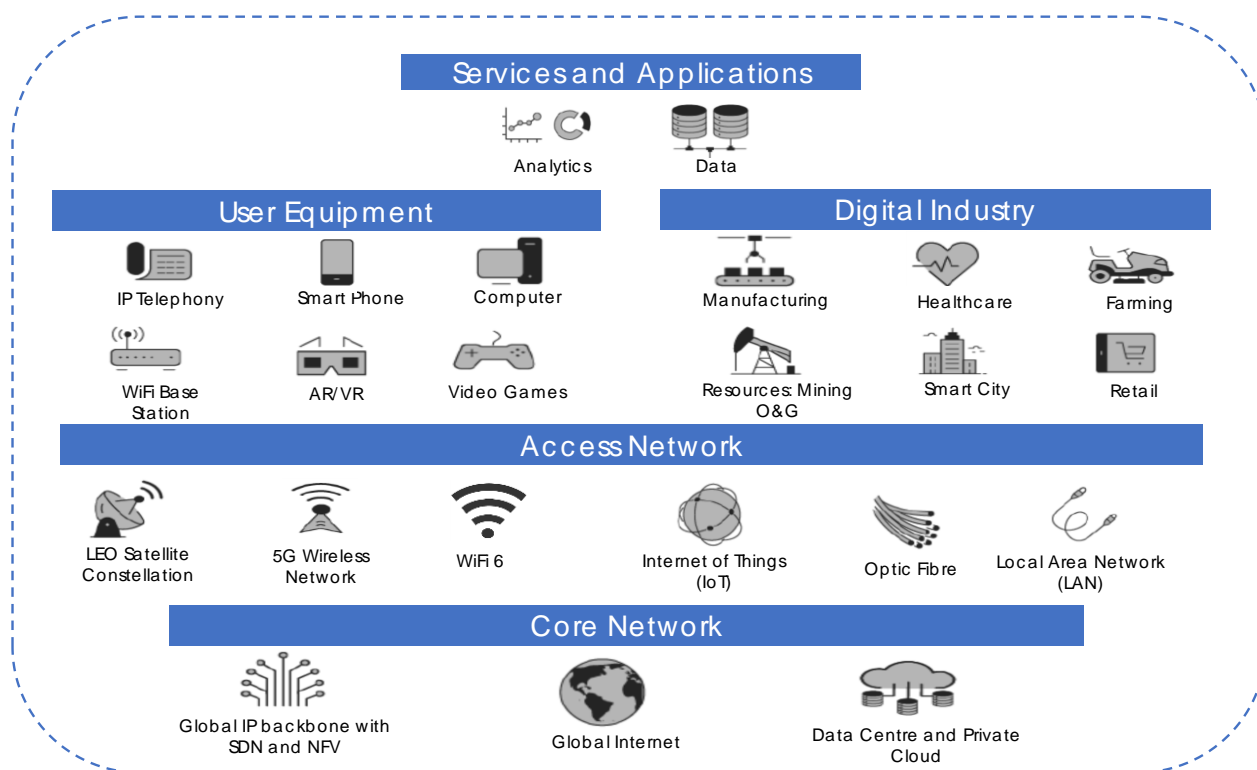 Services and Applications
Analytics
Data
User Equipment
Digital Industry
IP Telephony
Smart Phone
Computer
Manufacturing
Healthcare
Farming
WiFi Base
Station
AR/VR
Video Games
Resources: Mining
O&G
Smart City
Retail
Access Network
LEO Satellite
Constellation
5G Wireless
Network
WiFi 6
Internet of Things
(IoT)
Optic Fibre
Local Area Network
(LAN)
Core Network
Global IP backbone with
SDN and NFV
Global Internet
Data Centre and Private
Cloud